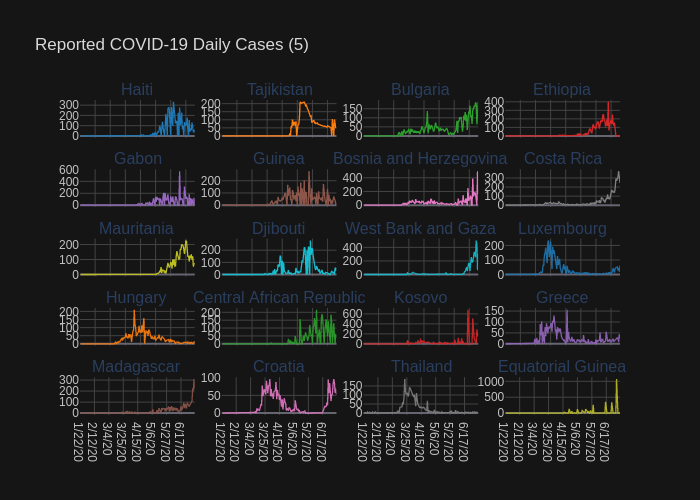 Reported COVID-19 Daily Cases (5)
Haiti Tajikistan Bulgaria Ethiopia
300 200 100 0
200 150 100 50 0
150 100 50 0
400 300 200 100 0
Gabon Guinea Bosnia and Herzegovina Costa Rica
600 400 200 0
200 100 0
400 200 0
300 200 100 0
Mauritania Djibouti West Bank and Gaza Luxembourg
200 100 0
200 100 0
400 200 0
200 100 0
Hungary Central African Republic Kosovo Greece
200 150 100 50 0
200 150 100 50 0
600 400 200 0
150 100 50 0
Madagascar Croatia Thailand Equatorial Guinea
300 200 100 0
100 50 0
150 100 50 0
1000 500 0
1/22/20 2/12/20 3/4/20 3/25/20 4/15/20 5/6/20 5/27/20 6/17/20
1/22/20 2/12/20 3/4/20 3/25/20 4/15/20 5/6/20 5/27/20 6/17/20
1/22/20 2/12/20 3/4/20 3/25/20 4/15/20 5/6/20 5/27/20 6/17/20
1/22/20 2/12/20 3/4/20 3/25/20 4/15/20 5/6/20 5/27/20 6/17/20